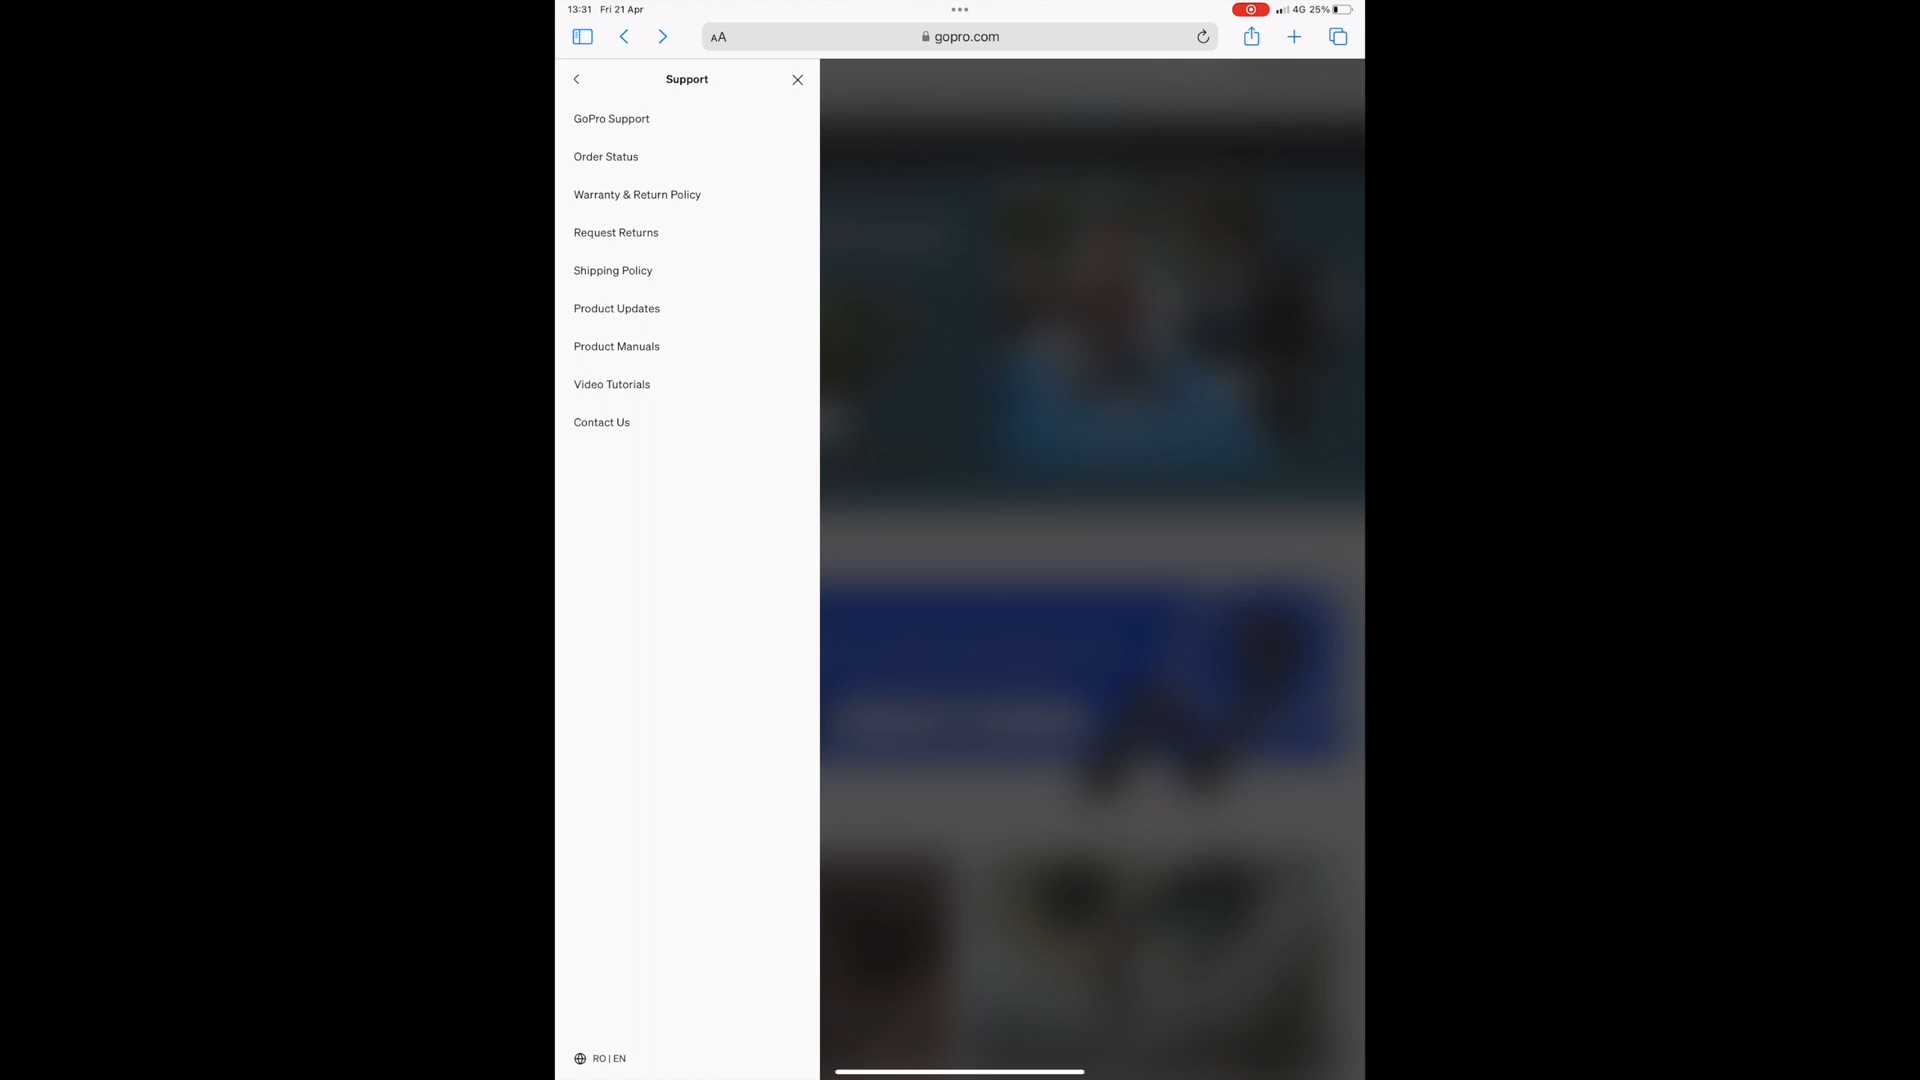 13:31 Fri 21 Apr
4G 25%
AA
gopro.com
Support
GoPro Support
Order Status
Warranty & Return Policy
Request Returns
Shipping Policy
Product Updates
Product Manuals
Video Tutorials
Contact Us
RO | EN